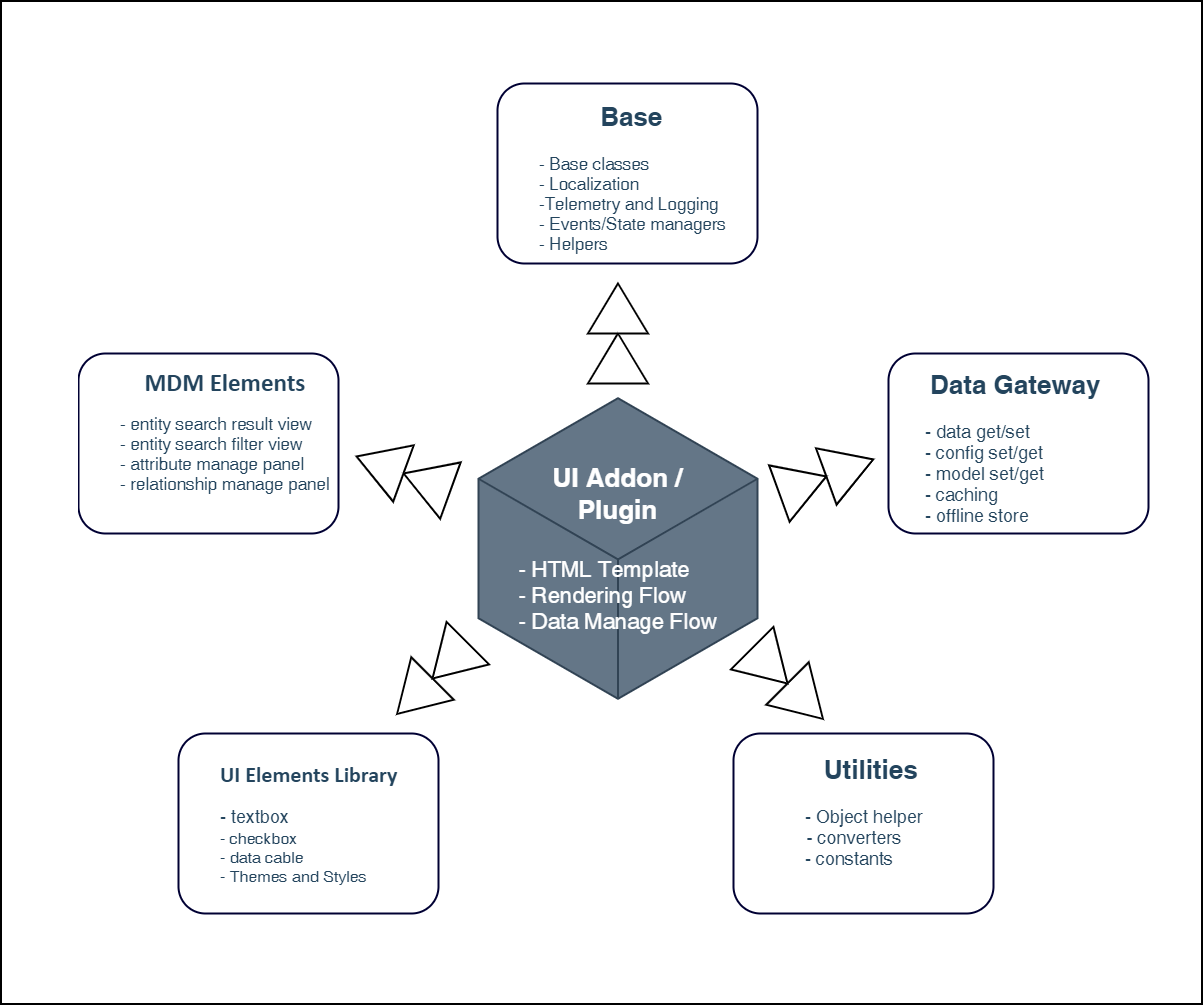 Base
- Base classes
- Localization
-Telemetry and Logging
- Events/State managers
- Helpers
MDM Elements
- entity search result view
- entity search filter view
- attribute manage panel
- relationship manage panel
Data Gateway
- data get/set
- config set/get
- model set/get
- caching
- offline store
UI Addon /
Plugin
- HTML Template
- Rendering Flow
- Data Manage Flow
UI Elements Library
- textbox
- checkbox
- data cable
- Themes and Styles
Utilities
- Object helper
- converters
- constants